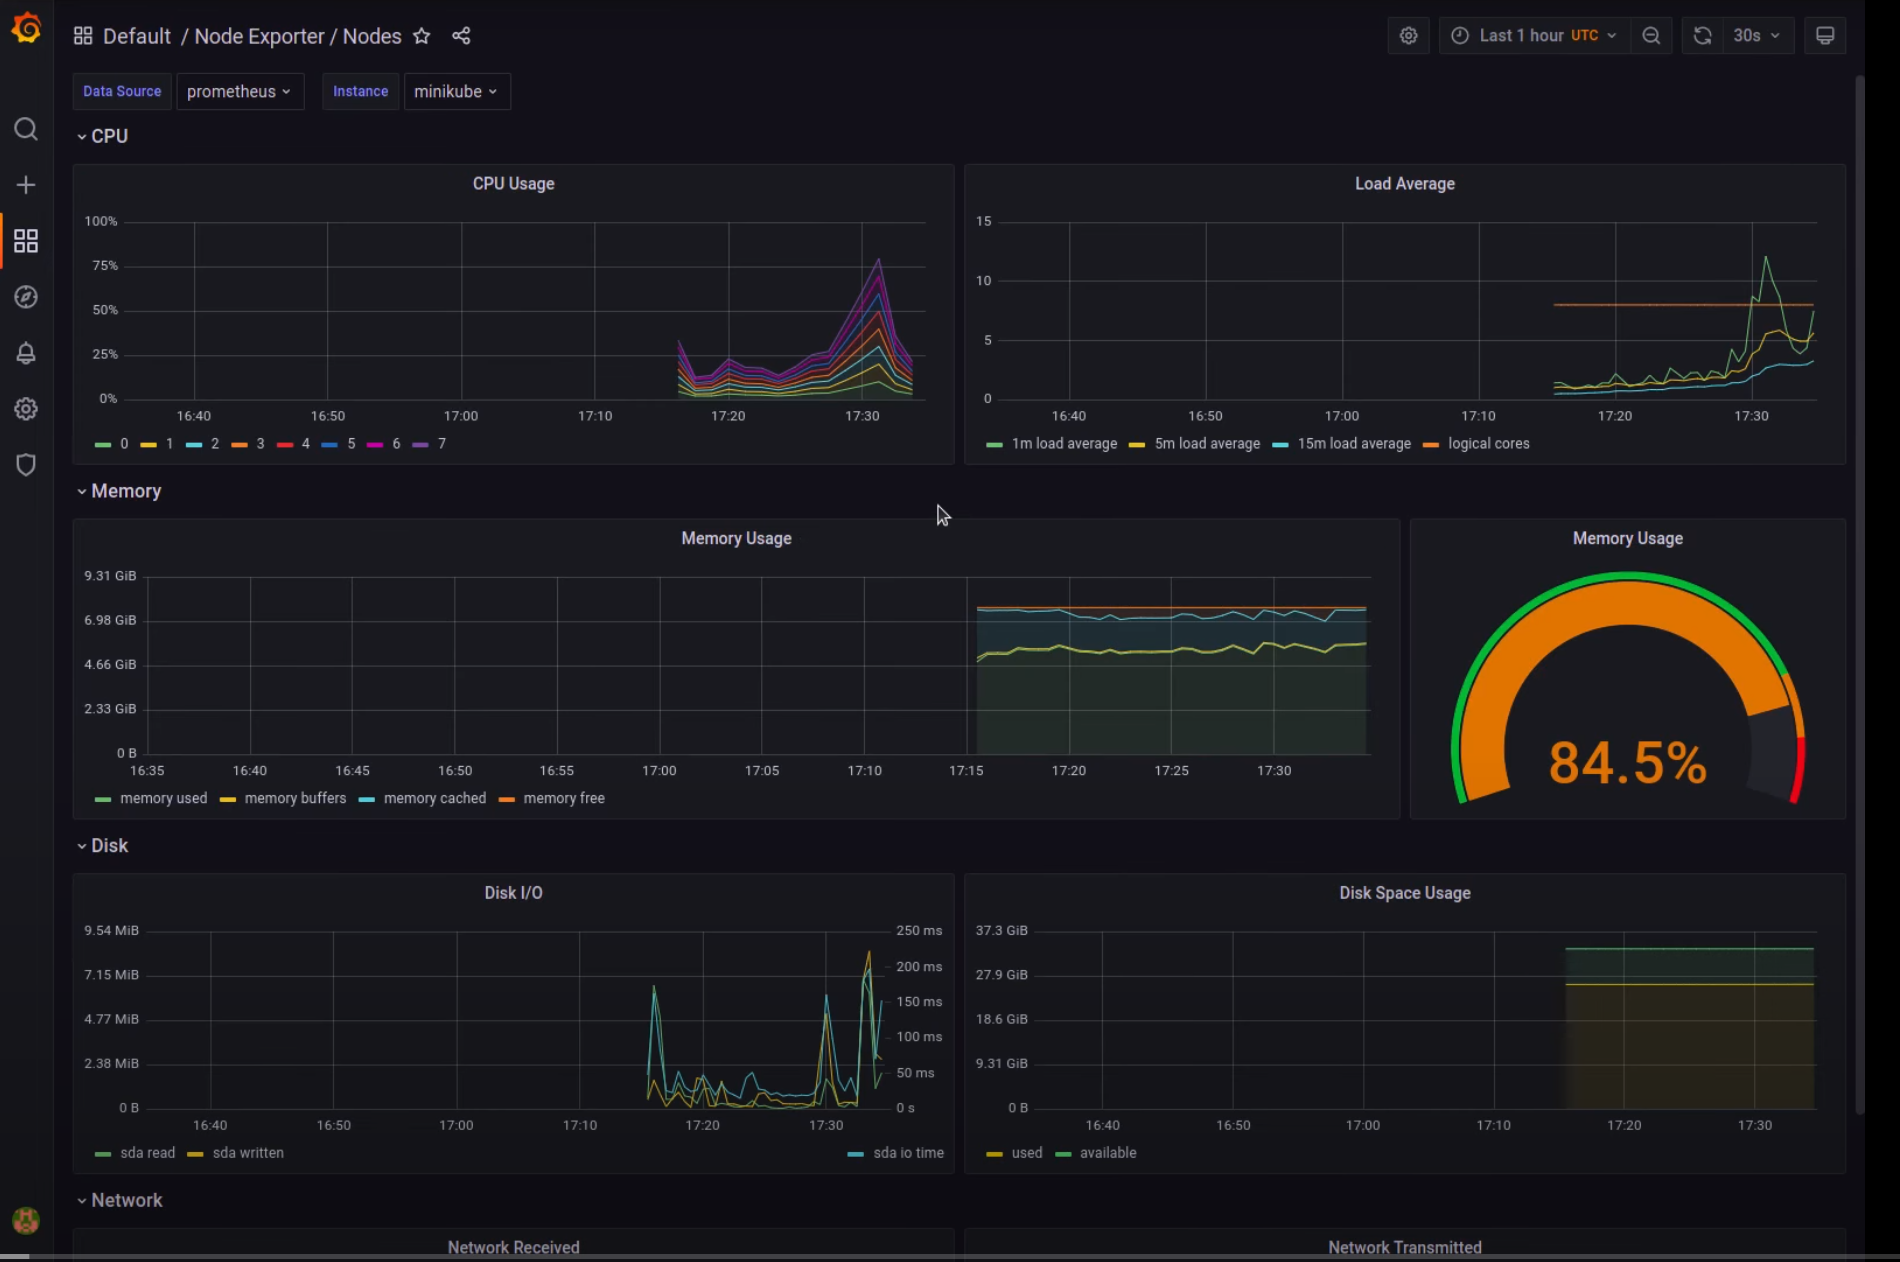 Default / Node Exporter / Nodes
Last 1 hour UTC
30s
Data Source prometheus Instance minikube
CPU
CPU Usage
100%
75%
50%
25%
0%
16:40 16:50 17:00 17:10 17:20 17:30
0 1 2 3 4 5 6 7
Load Average
15
10
5
0
16:40 16:50 17:00 17:10 17:20 17:30
1m load average 5m load average 15m load average logical cores
Memory
Memory Usage
9.31 GiB
6.98 GiB
4.66 GiB
2.33 GiB
0 B
16:35 16:40 16:45 16:50 16:55 17:00 17:05 17:10 17:15 17:20 17:25 17:30
memory used memory buffers memory cached memory free
Memory Usage
84.5%
Disk
Disk I/O
9.54 MiB
7.15 MiB
4.77 MiB
2.38 MiB
0 B
250 ms
200 ms
150 ms
100 ms
50 ms
0 s
16:40 16:50 17:00 17:10 17:20 17:30
sda read sda written sda io time
Disk Space Usage
37.3 GiB
27.9 GiB
18.6 GiB
9.31 GiB
0 B
16:40 16:50 17:00 17:10 17:20 17:30
used available
Network
Network Received
Network Transmitted